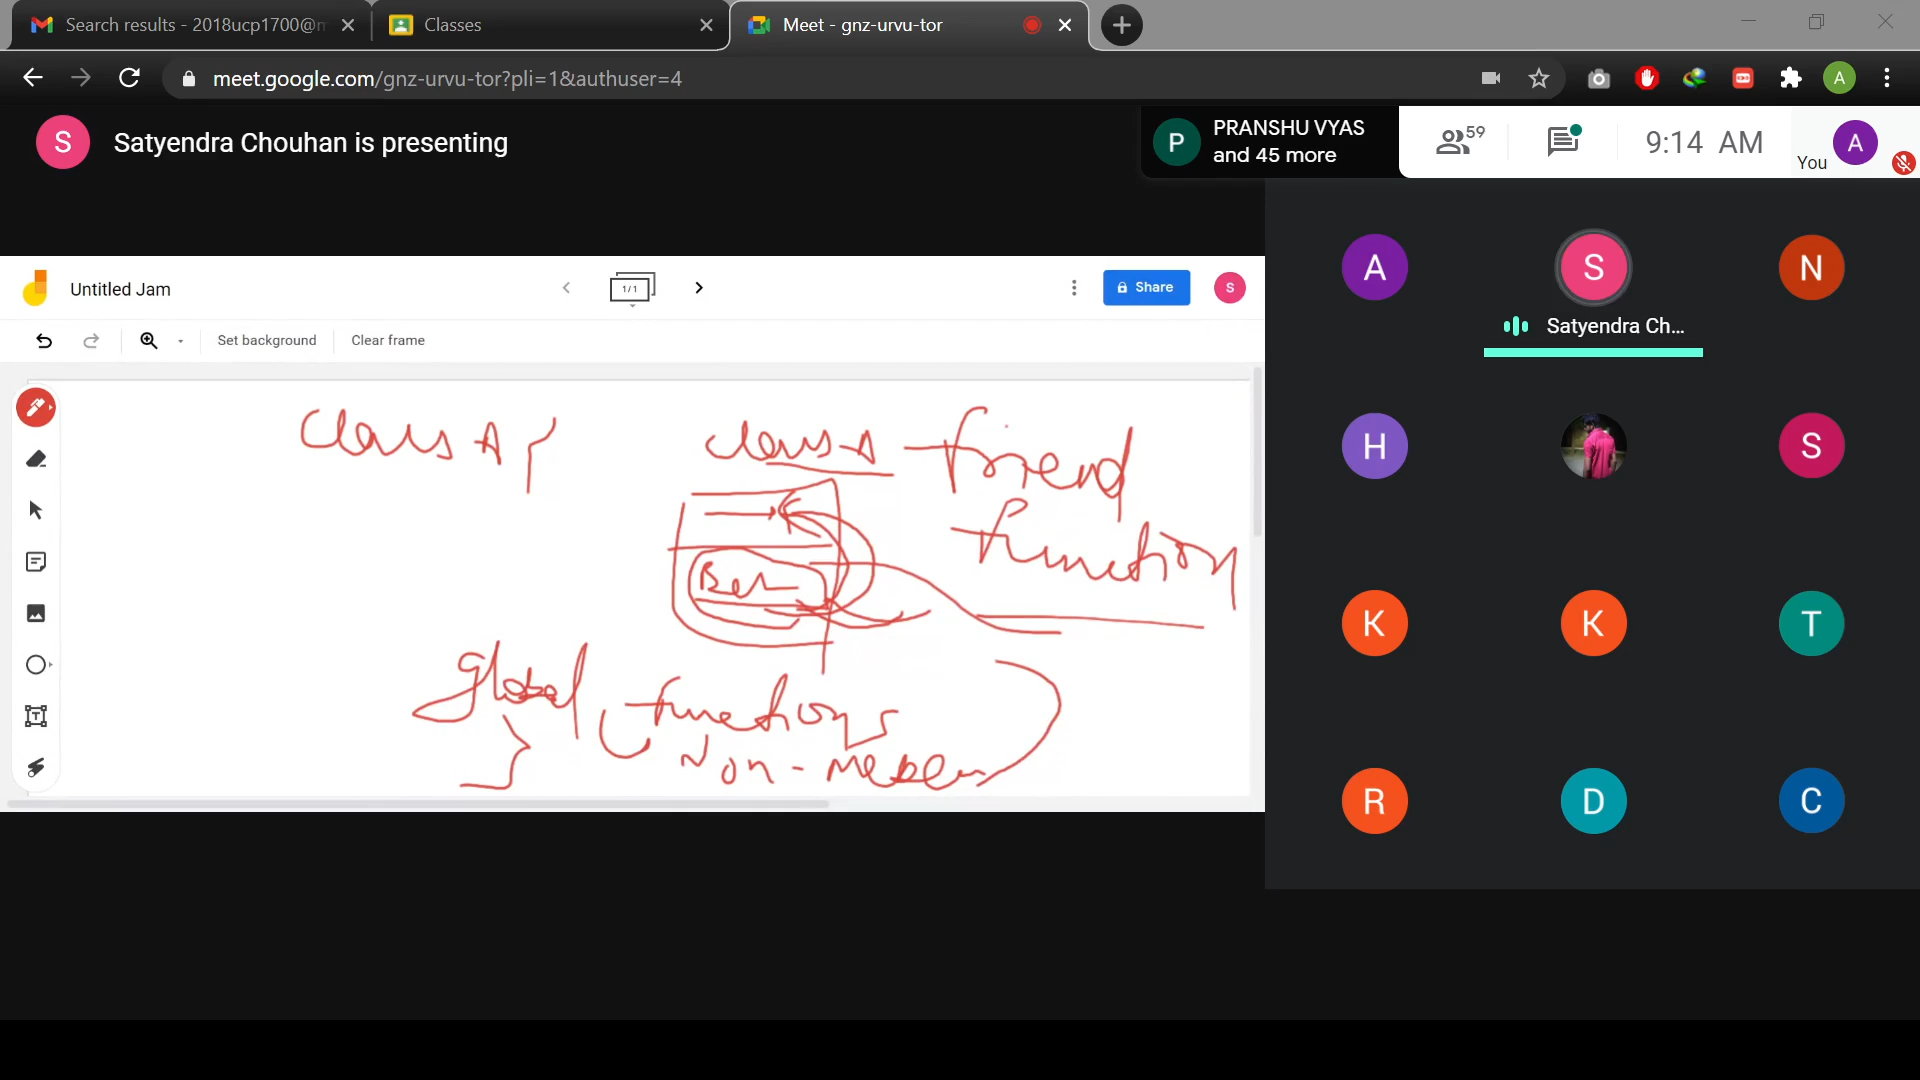 Search results - 2018ucp1700@m
Classes
Meet - gnz-urvu-tor
meet.google.com/gnz-urvu-tor?pli=1&authuser=4
A
S
Satyendra Chouhan is presenting
P
PRANSHU VYAS
and 45 more
59
9:14 AM
You
A
Untitled Jam
1/1
Share
S
Set background
Clear frame
Class A {
class A
friend
function
global functions
Non-
}
A
S
N
Satyendra Ch...
H
S
K
K
T
R
D
C